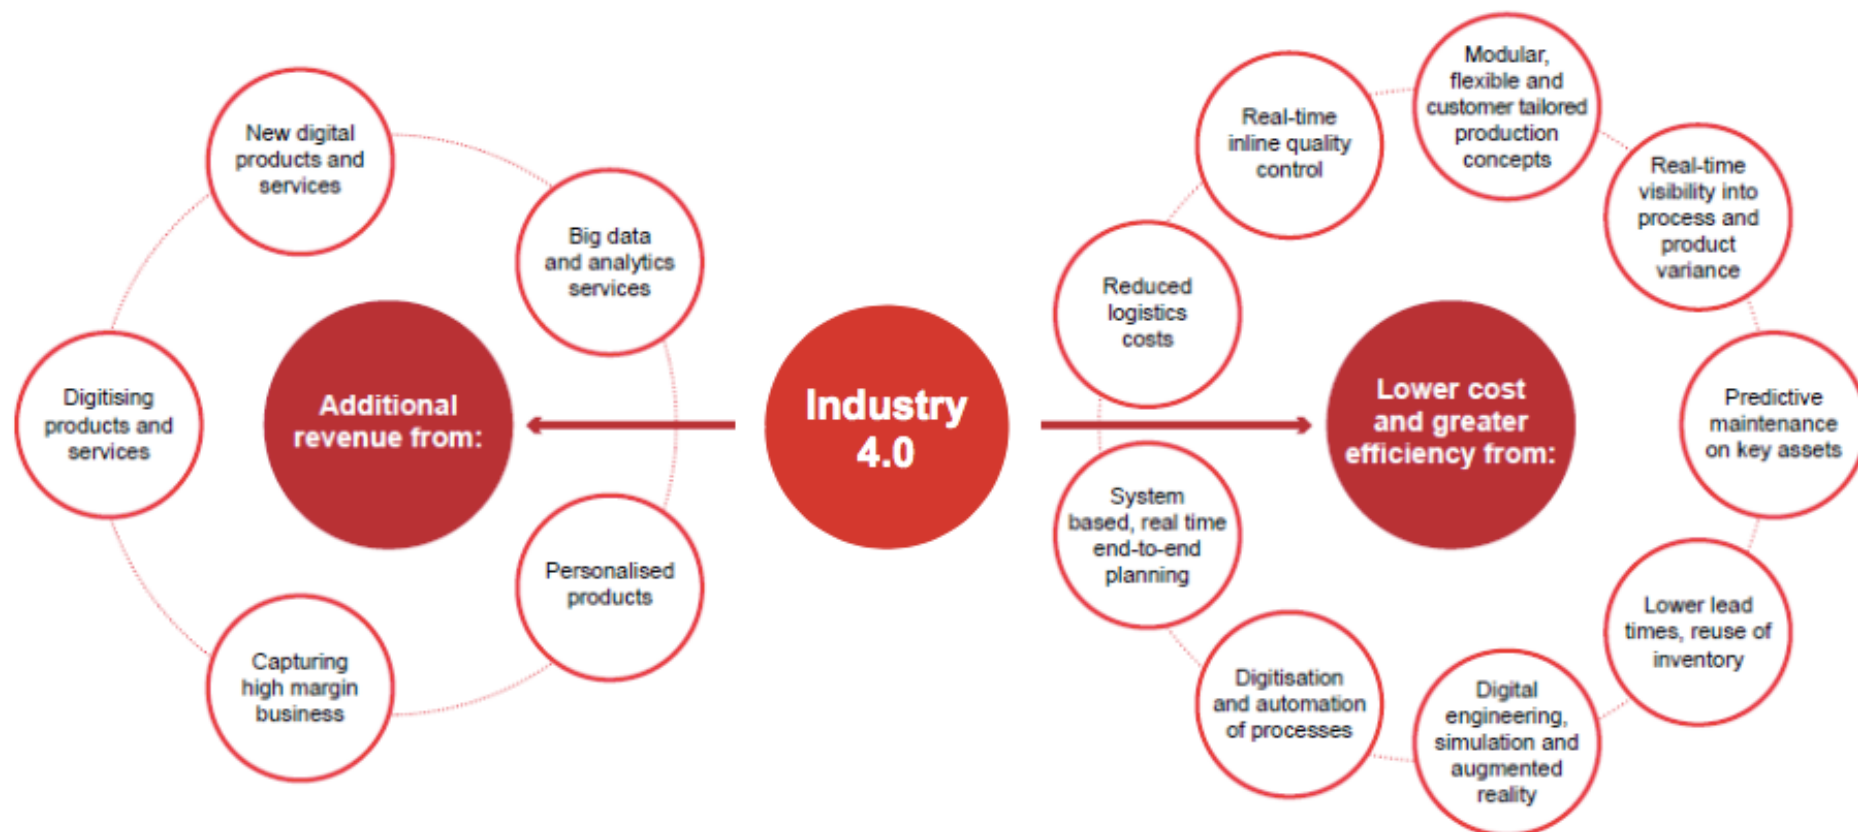 New digital
products and
services
Big data
and analytics
services
Digitising
products and
services
Additional
revenue from:
Personalised
products
Capturing
high margin
business
Industry
4.0
Modular,
flexible and
customer tailored
production
concepts
Real-time
inline quality
control
Real-time
visibility into
process and
product
variance
Reduced
logistics
costs
Lower cost
and greater
efficiency from:
Predictive
maintenance
on key assets
System
based, real time
end-to-end
planning
Lower lead
times, reuse of
inventory
Digitisation
and automation
of processes
Digital
engineering,
simulation and
augmented
reality